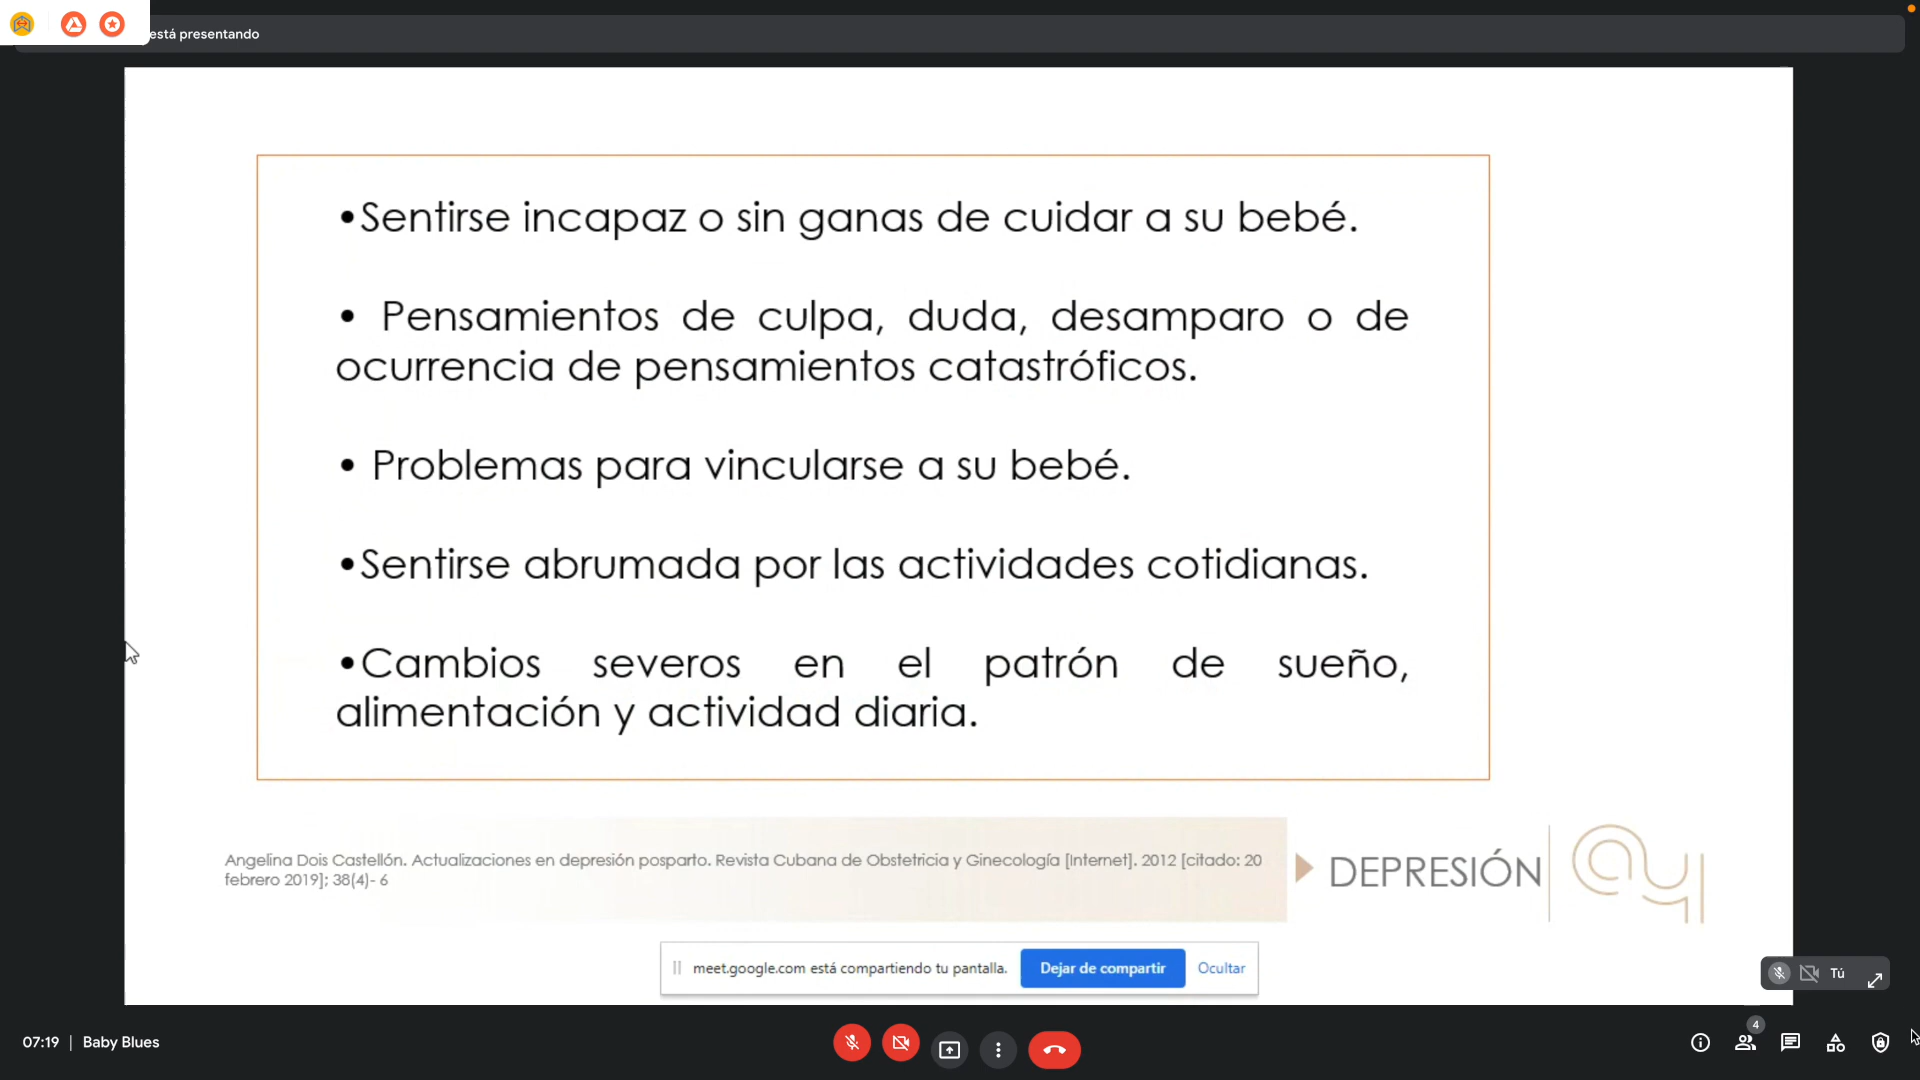 está presentando
•Sentirse incapaz o sin ganas de cuidar a su bebé.
• Pensamientos de culpa, duda, desamparo o de
ocurrencia de pensamientos catastróficos.
• Problemas para vincularse a su bebé.
•Sentirse abrumada por las actividades cotidianas.
•Cambios severos en el patrón de sueño,
alimentación y actividad diaria.
Angelina Dois Castellón. Actualizaciones en depresión posparto. Revista Cubana de Obstetricia y Ginecología [Internet]. 2012 [citado: 20
febrero 2019]; 38(4)- 6
DEPRESIÓN
meet.google.com está compartiendo tu pantalla.
Dejar de compartir
Ocultar
Tú
07:19 | Baby Blues
4